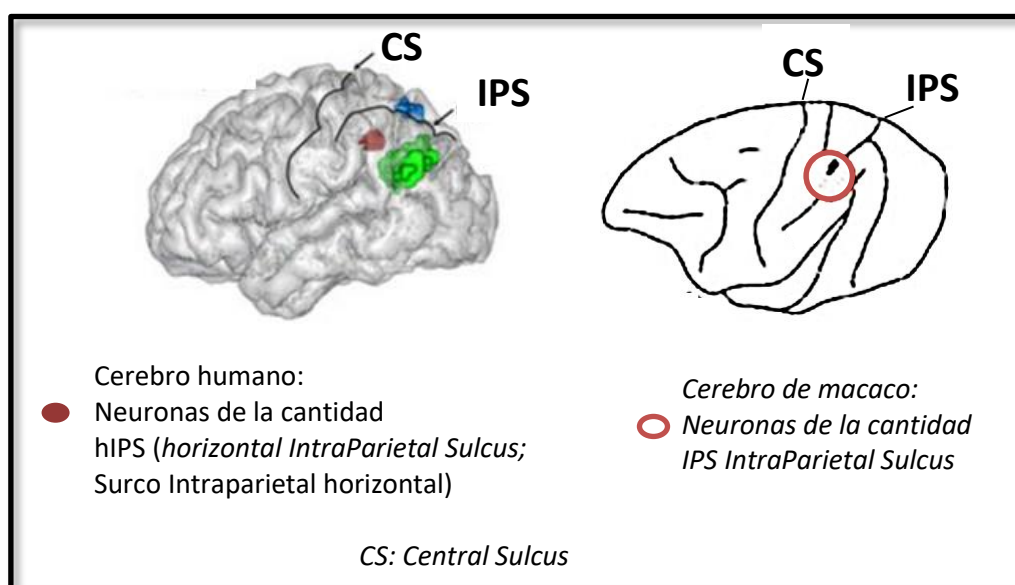 CS
IPS
CS
IPS
Cerebro humano:
Neuronas de la cantidad
hIPS (horizontal IntraParietal Sulcus;
Surco Intraparietal horizontal)
Cerebro de macaco:
Neuronas de la cantidad
IPS IntraParietal Sulcus
CS: Central Sulcus